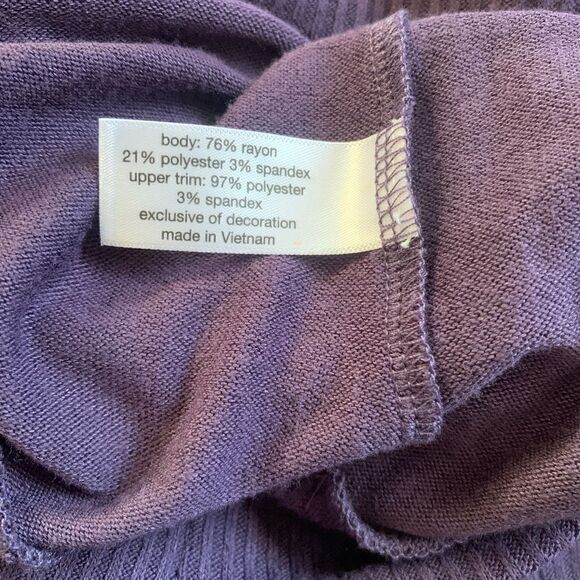 body: 76% rayon
21% polyester 3% spandex
upper trim: 97% polyester
3% spandex
exclusive of decoration
made in Vietnam